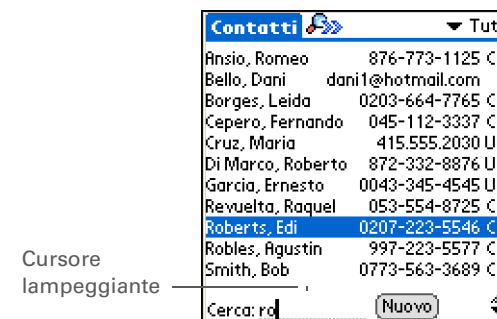 Contatti Tut
Ansio, Romeo 876-773-1125 C
Bello, Dani dani1@hotmail.com
Borges, Leida 0203-664-7765 C
Cepero, Fernando 045-112-3337 C
Cruz, Maria 415.555.2030 U
Di Marco, Roberto 872-332-8876 U
Garcia, Ernesto 0043-345-4545 U
Revuelta, Raquel 053-554-8725 C
Roberts, Edi 0207-223-5546 C
Robles, Agustin 997-223-5577 C
Smith, Bob 0773-563-3689 C
Cursore
lampeggiante
Cerca: ro Nuovo